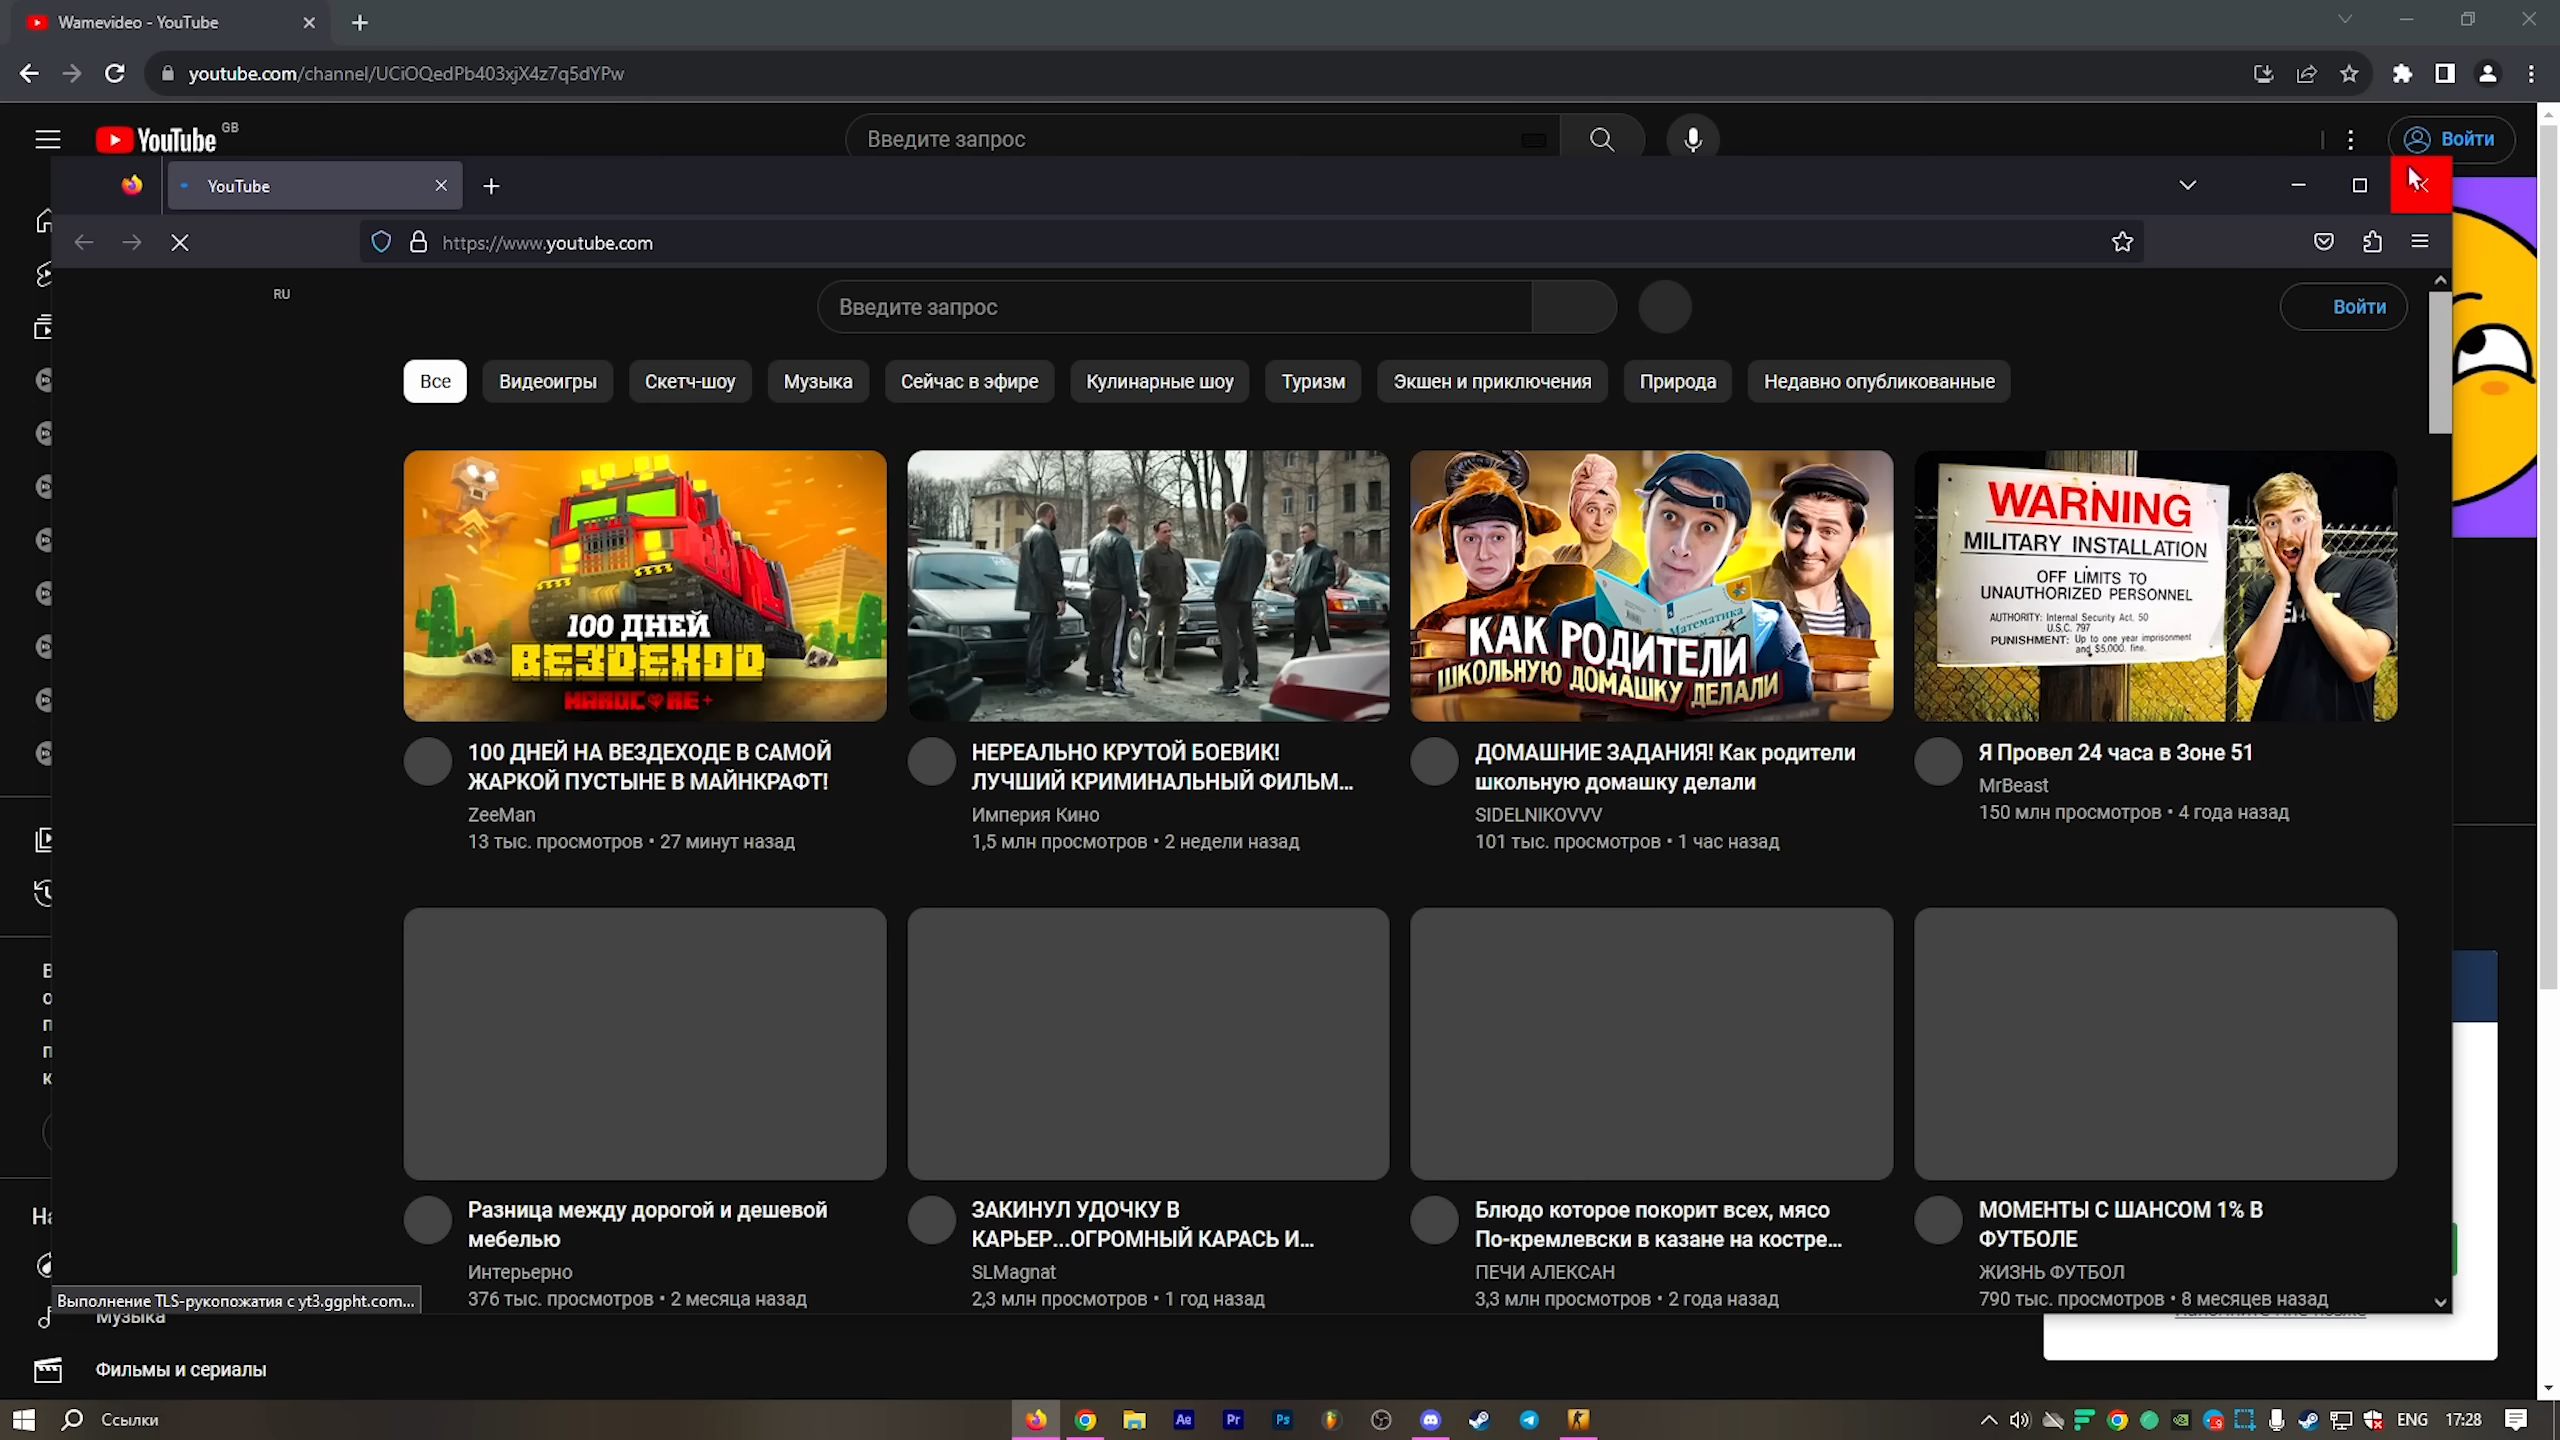 Wamevideo - YouTube
youtube.com/channel/UCiOQedPb403xjX4z7q5dYPw
YouTube GB
Введите запрос
Войти
YouTube
https://www.youtube.com
RU
Введите запрос
Войти
Все
Видеоигры
Скетч-шоу
Музыка
Сейчас в эфире
Кулинарные шоу
Туризм
Экшен и приключения
Природа
Недавно опубликованные
100 ДНЕЙ
ВЕЗДЕХОД
HARDCORE+
Математика
КАК РОДИТЕЛИ
ШКОЛЬНУЮ ДОМАШКУ ДЕЛАЛИ
WARNING
MILITARY INSTALLATION
OFF LIMITS TO
UNAUTHORIZED PERSONNEL
AUTHORITY: Internal Security Act. 50
U.S.C. 797
PUNISHMENT: Up to one year imprisonment
and $5,000. fine.
100 ДНЕЙ НА ВЕЗДЕХОДЕ В САМОЙ
ЖАРКОЙ ПУСТЫНЕ В МАЙНКРАФТ!
ZeeMan
13 тыс. просмотров • 27 минут назад
НЕРЕАЛЬНО КРУТОЙ БОЕВИК!
ЛУЧШИЙ КРИМИНАЛЬНЫЙ ФИЛЬМ...
Империя Кино
1,5 млн просмотров • 2 недели назад
ДОМАШНИЕ ЗАДАНИЯ! Как родители
школьную домашку делали
SIDELNIKOVVV
101 тыс. просмотров • 1 час назад
Я Провел 24 часа в Зоне 51
MrBeast
150 млн просмотров • 4 года назад
Разница между дорогой и дешевой
мебелью
Интерьерно
376 тыс. просмотров • 2 месяца назад
ЗАКИНУЛ УДОЧКУ В
КАРЬЕР...ОГРОМНЫЙ КАРАСЬ И...
SLMagnat
2,3 млн просмотров • 1 год назад
Блюдо которое покорит всех, мясо
По-кремлевски в казане на костре...
ПЕЧИ АЛЕКСАН
3,3 млн просмотров • 2 года назад
МОМЕНТЫ С ШАНСОМ 1% В
ФУТБОЛЕ
ЖИЗНЬ ФУТБОЛ
790 тыс. просмотров • 8 месяцев назад
Выполнение TLS-рукопожатия с yt3.ggpht.com...
Музыка
Фильмы и сериалы
Ссылки
Ae
Pr
Ps
ENG
17:28